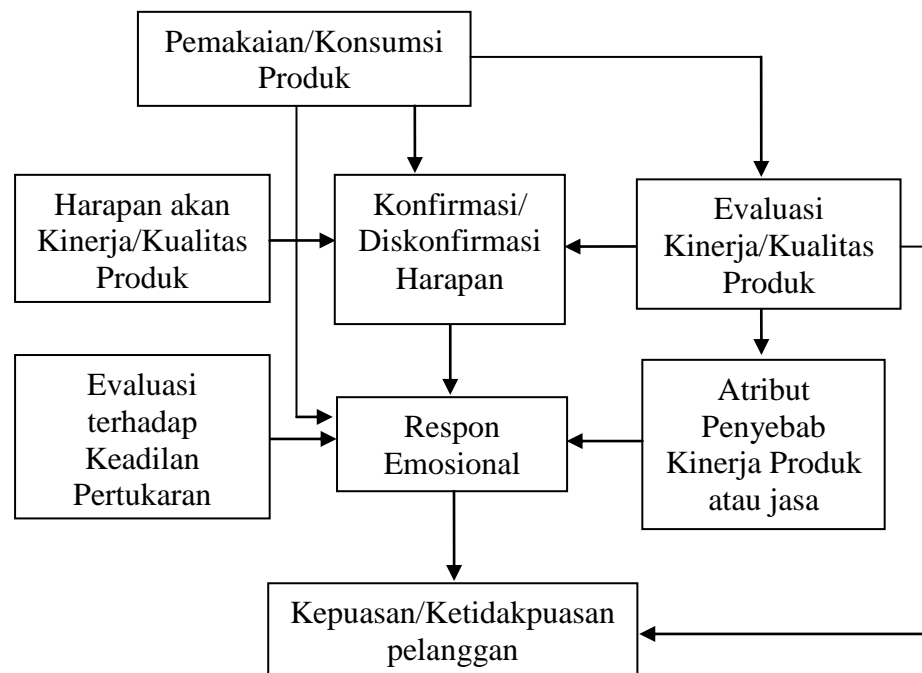 Pemakaian/Konsumsi
Produk
Harapan akan
Kinerja/Kualitas
Produk
Konfirmasi/
Diskonfirmasi
Harapan
Evaluasi
Kinerja/Kualitas
Produk
Evaluasi
terhadap
Keadilan
Pertukaran
Respon
Emosional
Atribut
Penyebab
Kinerja Produk
atau jasa
Kepuasan/Ketidakpuasan
pelanggan